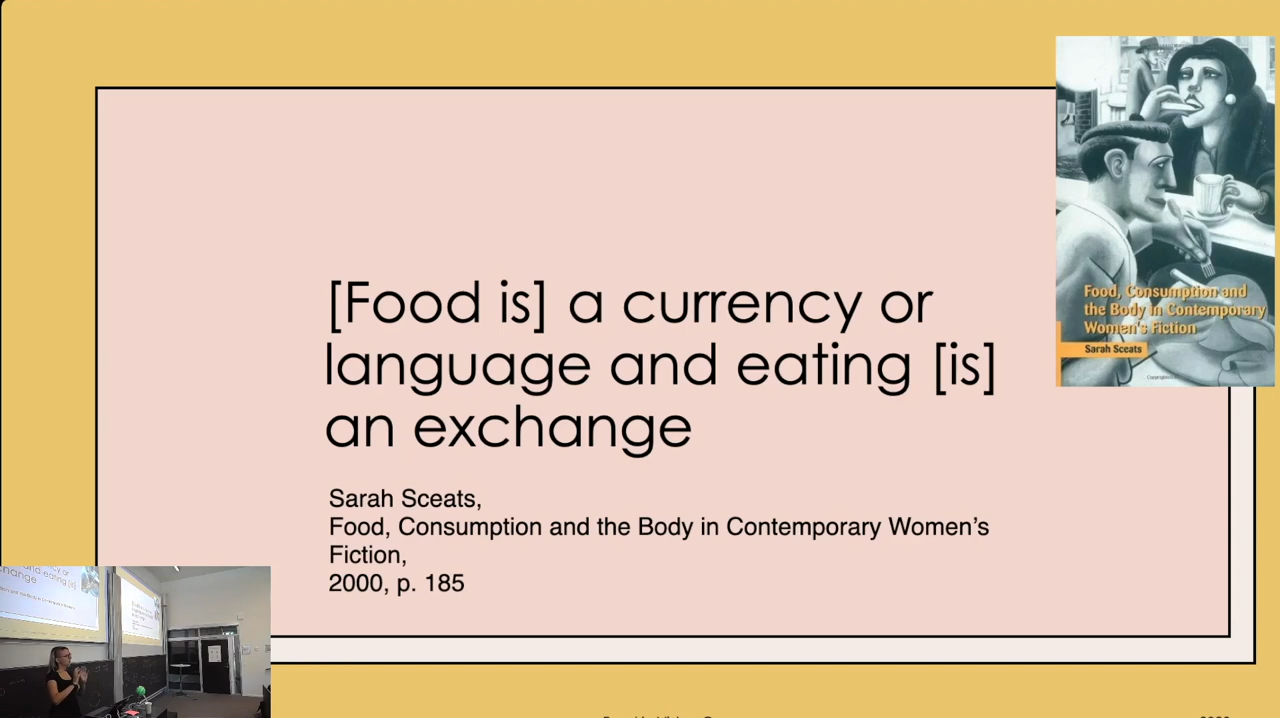 [Food is] a currency or
language and eating [is]
an exchange
Sarah Sceats,
Food, Consumption and the Body in Contemporary Women’s
Fiction,
2000, p. 185
Food, Consumption and
the Body in Contemporary
Women's Fiction
Sarah Sceats